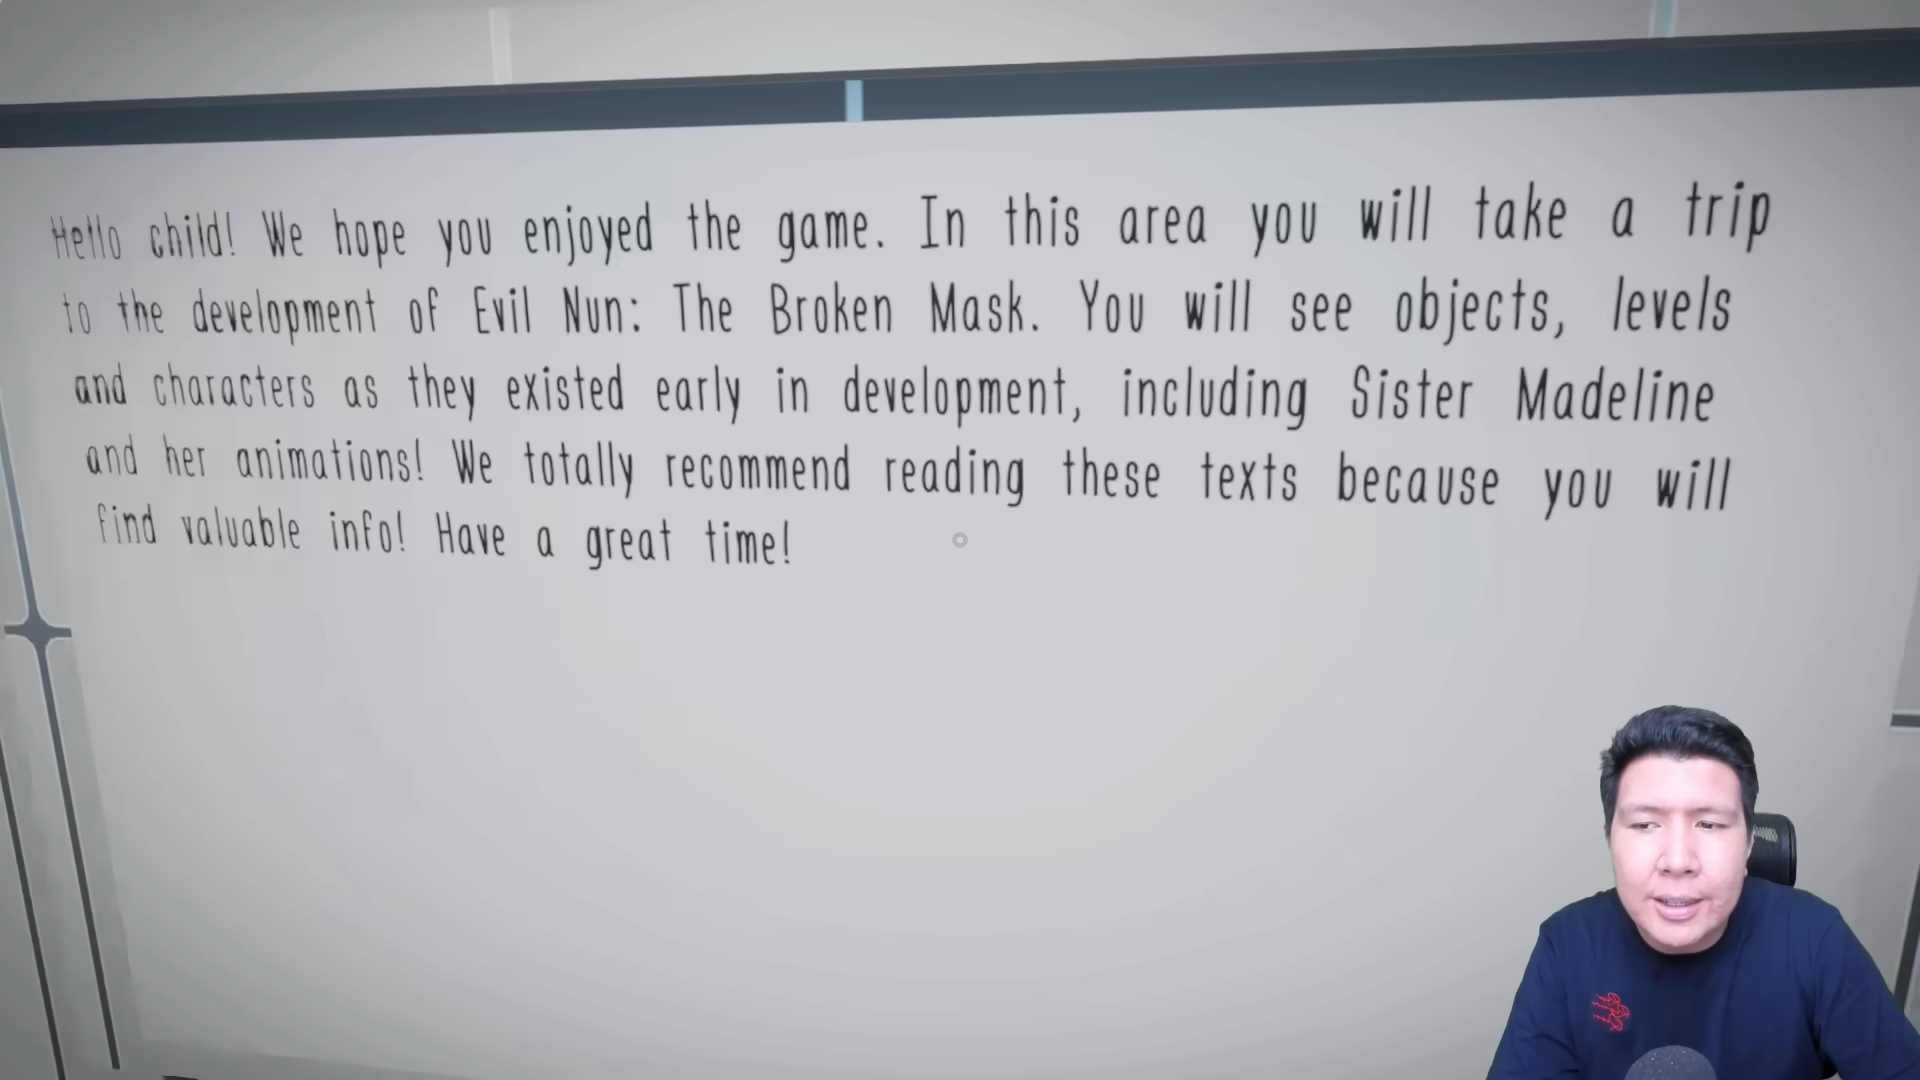 Hello child! We hope you enjoyed the game. In this area you will take a trip
to the development of Evil Nun: The Broken Mask. You will see objects, levels
and characters as they existed early in development, including Sister Madeline
and her animations! We totally recommend reading these texts because you will
find valuable info! Have a great time!